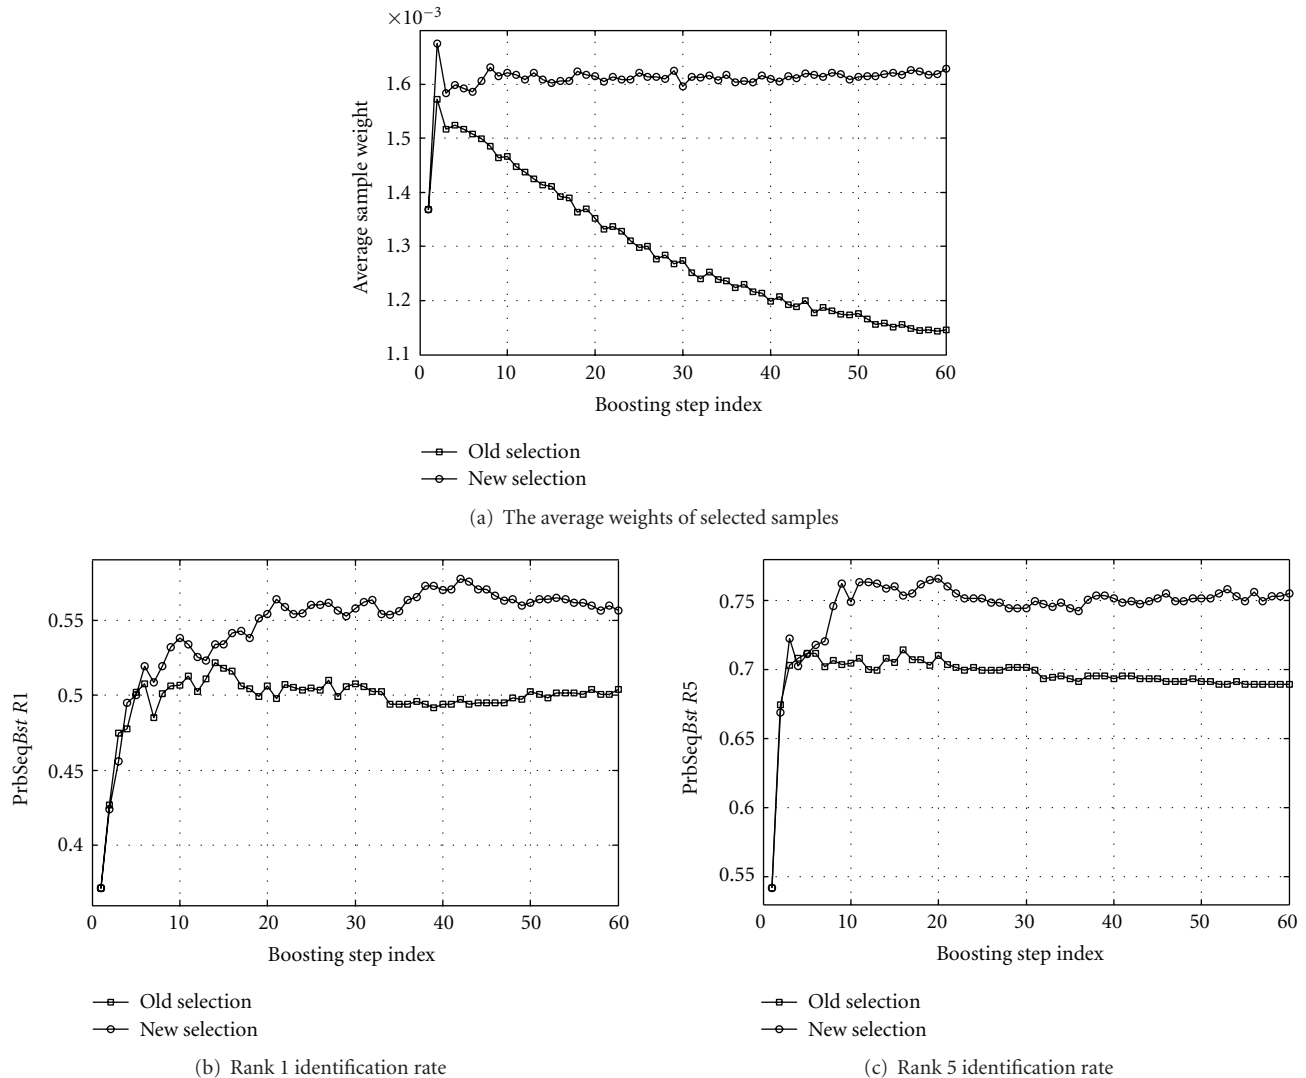 ×10−3
1.6
1.5
1.4
1.3
1.2
1.1
Average sample weight
0 10 20 30 40 50 60
Boosting step index
Old selection
New selection
(a) The average weights of selected samples
0.55
0.5
0.45
0.4
PrbSeqBst R1
0 10 20 30 40 50 60
Boosting step index
Old selection
New selection
(b) Rank 1 identification rate
0.75
0.7
0.65
0.6
0.55
PrbSeqBst R5
0 10 20 30 40 50 60
Boosting step index
Old selection
New selection
(c) Rank 5 identification rate